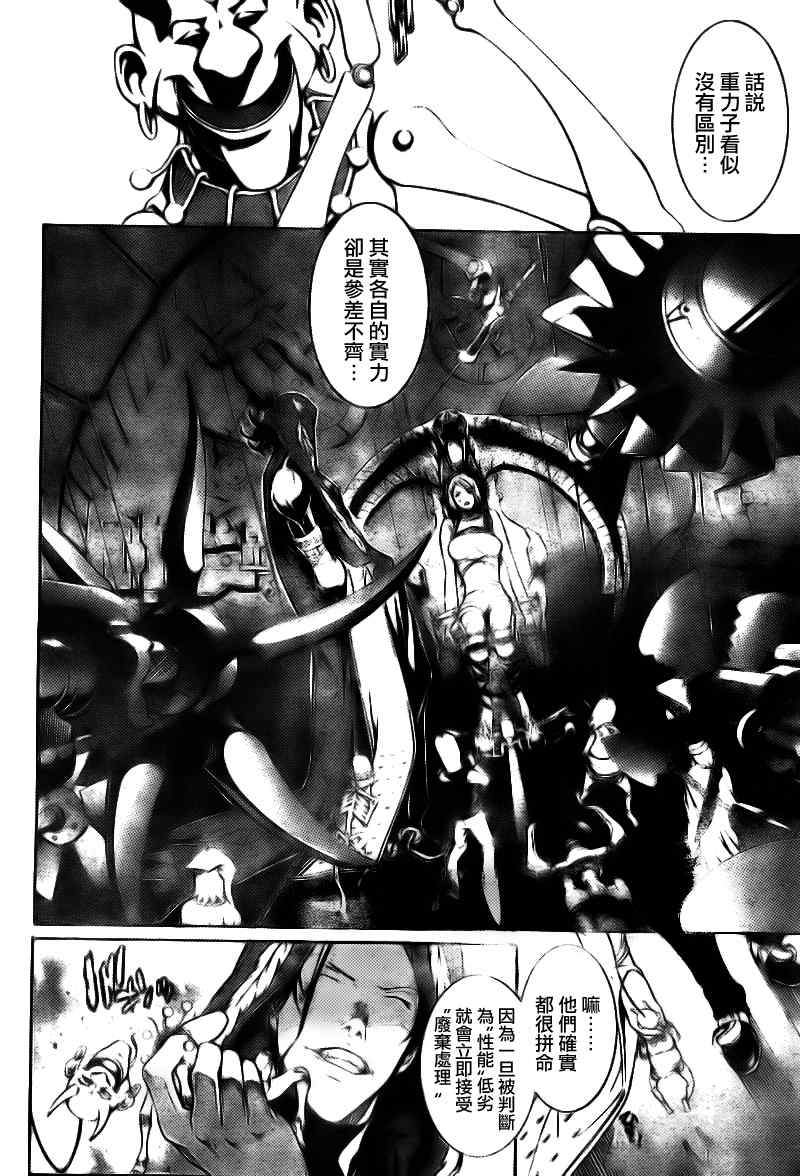 話説
重力子看似
沒有區別…
其實各自的實力
卻是參差不齊…
嘛……
他們確實
都很拼命
因為一旦被判斷
為“性能”低劣
就會立即接受
“廢棄處理”